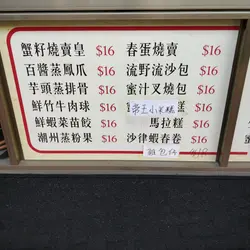 蟹籽燒賣皇 $16
百醬蒸鳳爪 $16
芋頭蒸排骨 $16
鮮竹牛肉球 $16
鮮蝦菜苗餃 $16
潮州蒸粉果 $16
春蛋燒賣 $16
流野流沙包 $16
蜜汁叉燒包 $16
糕 $16
馬拉糕 $16
沙律蝦春卷 $16